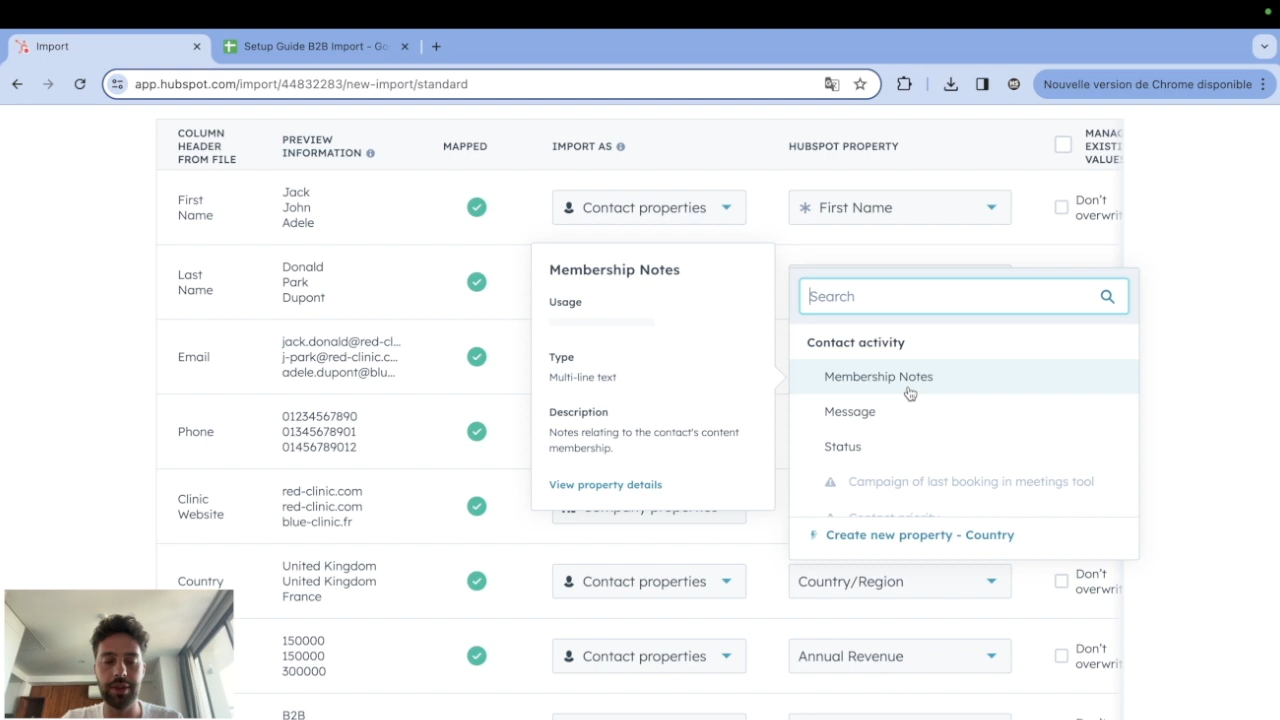 Import
Setup Guide B2B Import - Go
app.hubspot.com/import/44832283/new-import/standard
Nouvelle version de Chrome disponible
COLUMN
HEADER
FROM FILE
PREVIEW
INFORMATION
MAPPED
IMPORT AS
HUBSPOT PROPERTY
MANAG
EXISTI
VALUE
First
Name
Jack
John
Adele
Contact properties
First Name
Don't
overwrit
Last
Name
Donald
Park
Dupont
Membership Notes
Usage
Type
Multi-line text
Description
Notes relating to the contact's content
membership.
View property details
Search
Contact activity
Membership Notes
Message
Status
Campaign of last booking in meetings tool
Contact priority
Create new property - Country
Email
jack.donald@red-cl...
j-park@red-clinic.c...
adele.dupont@blu...
Phone
01234567890
01345678901
01456789012
Clinic
Website
red-clinic.com
red-clinic.com
blue-clinic.fr
Company properties
Country
United Kingdom
United Kingdom
France
Contact properties
Country/Region
Don't
overwrit
150000
150000
300000
Contact properties
Annual Revenue
Don't
overwrit
B2B